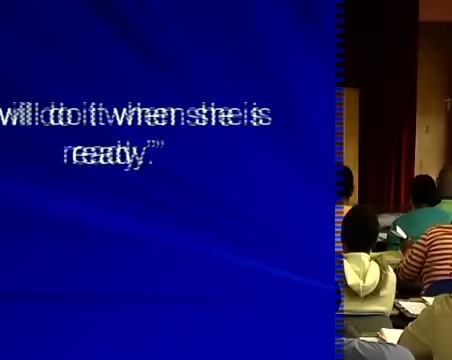 will do it when she is
ready."